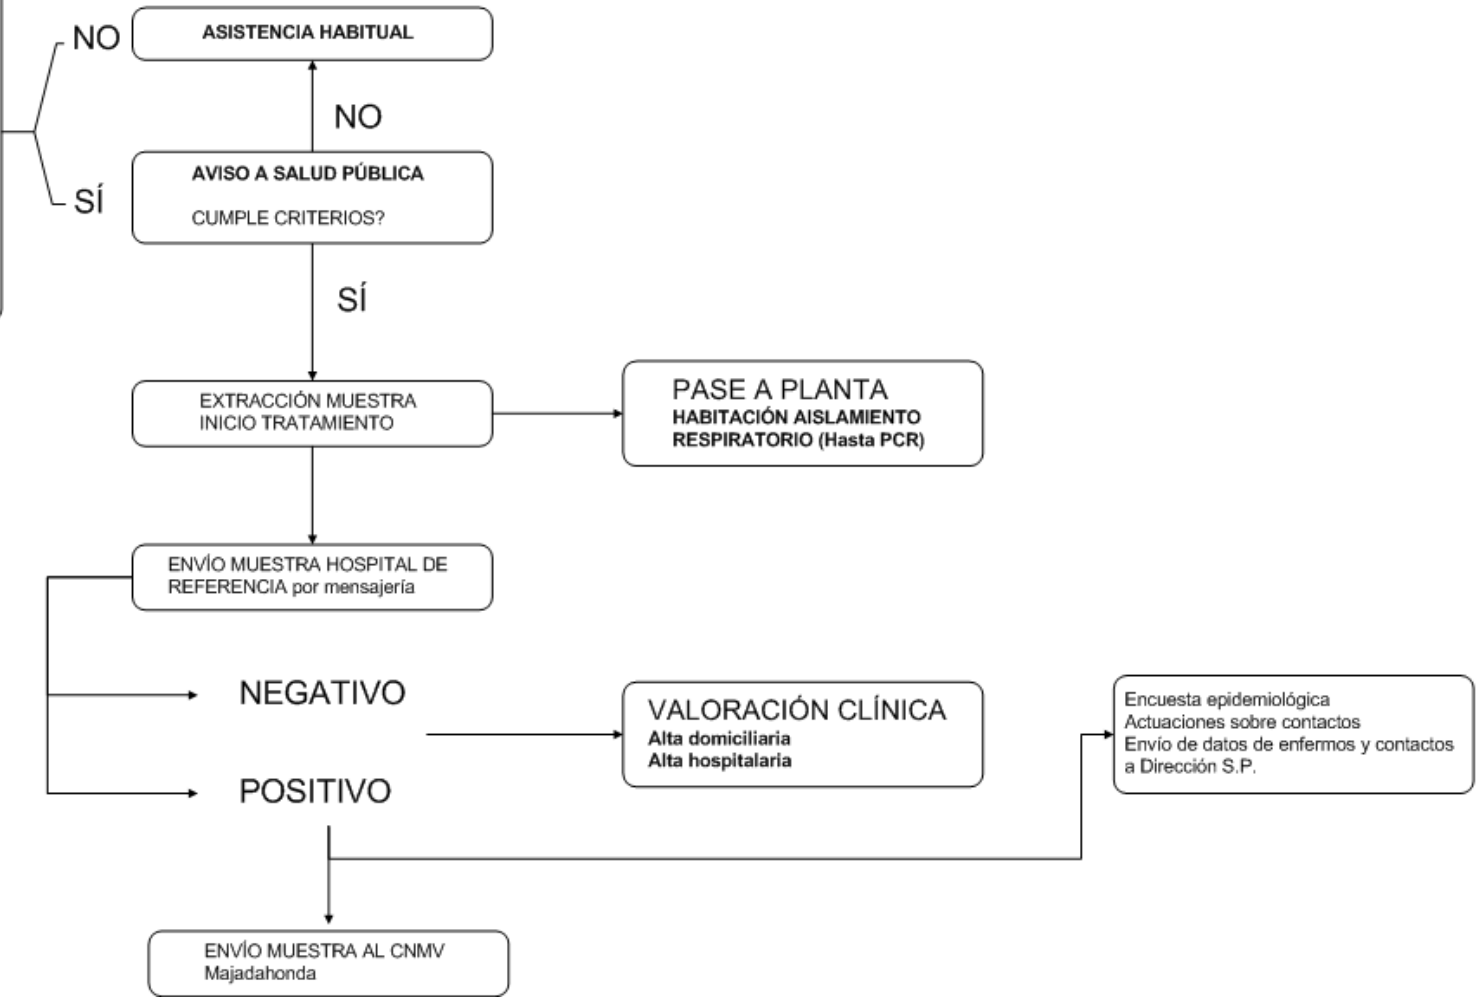 NO
ASISTENCIA HABITUAL
NO
AVISO A SALUD PÚBLICA
CUMPLE CRITERIOS?
SÍ
SÍ
EXTRACCIÓN MUESTRA
INICIO TRATAMIENTO
PASE A PLANTA
HABITACIÓN AISLAMIENTO
RESPIRATORIO (Hasta PCR)
ENVÍO MUESTRA HOSPITAL DE
REFERENCIA por mensajería
NEGATIVO
VALORACIÓN CLÍNICA
Alta domiciliaria
Alta hospitalaria
Encuesta epidemiológica
Actuaciones sobre contactos
Envío de datos de enfermos y contactos
a Dirección S.P.
POSITIVO
ENVÍO MUESTRA AL CNMV
Majadahonda